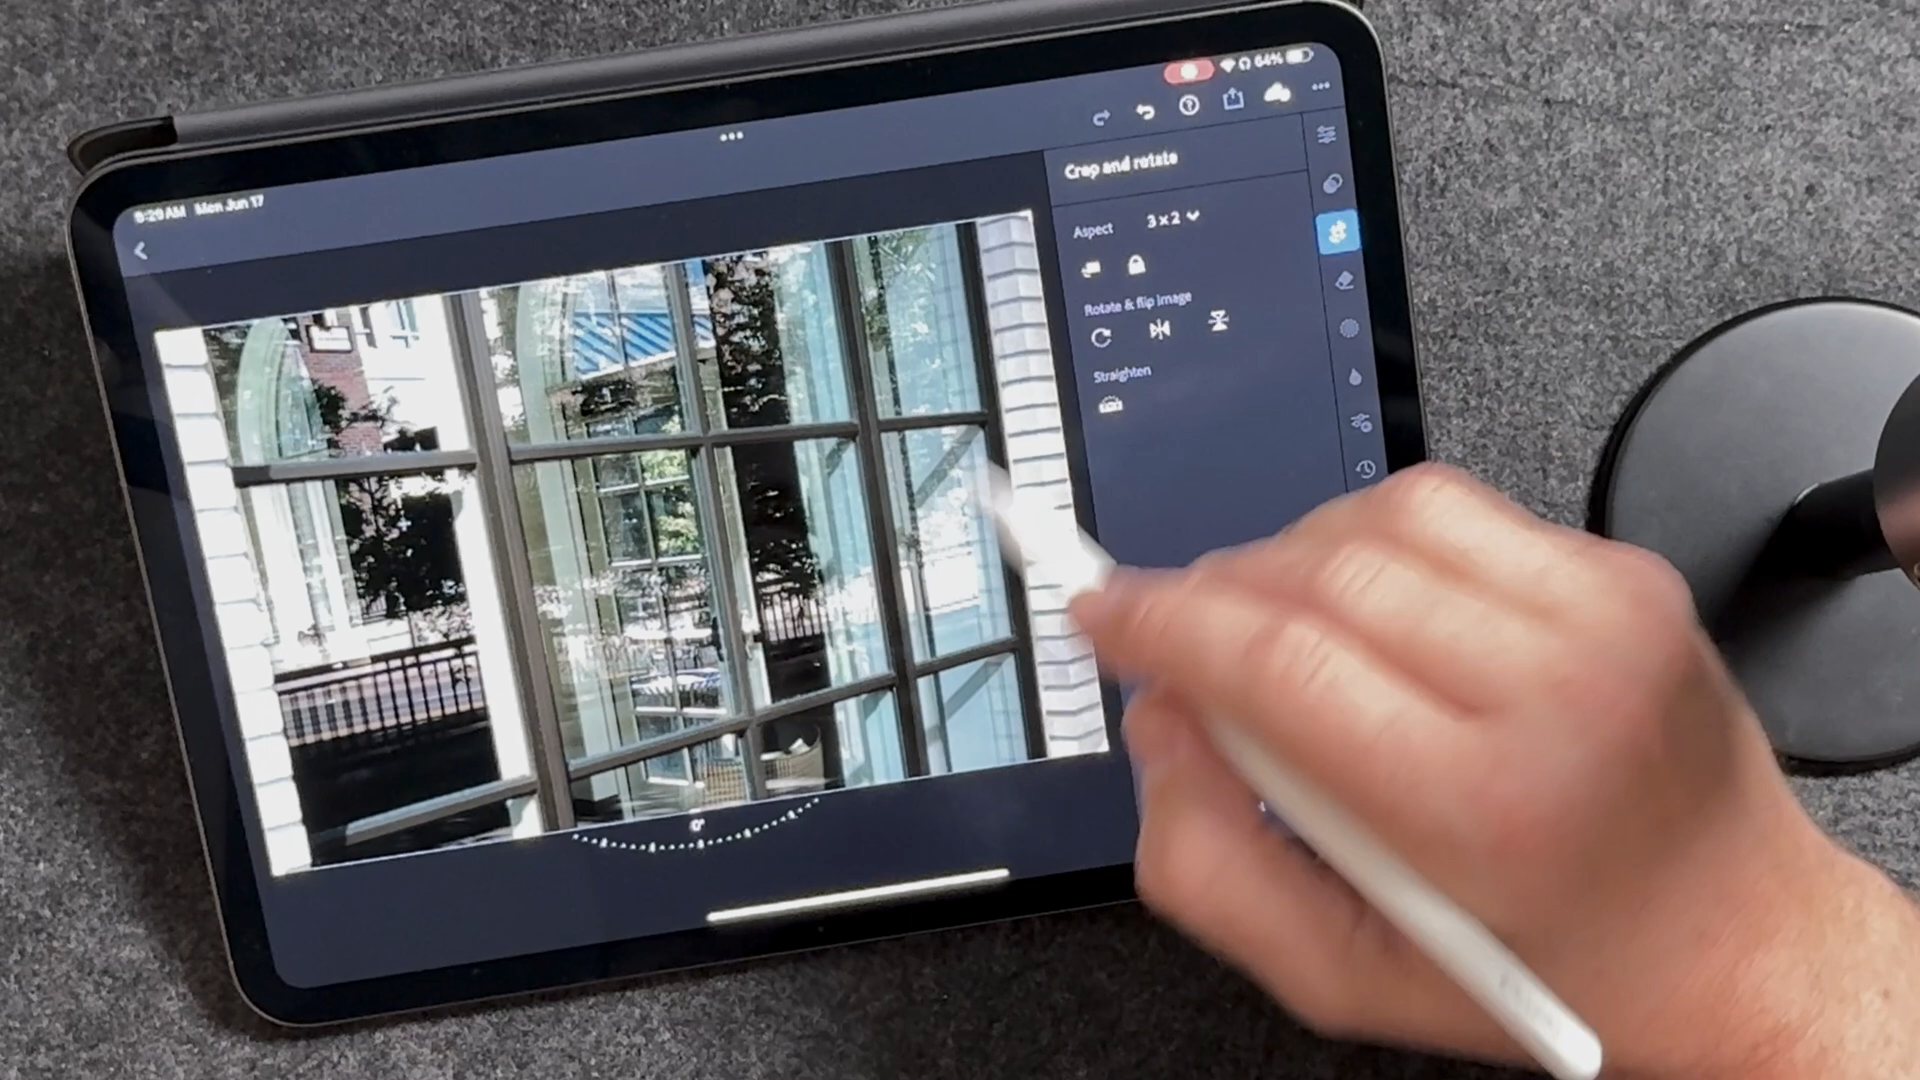 64%
9:29 AM Mon Jun 17
Crop and rotate
Aspect 3 x 2
Rotate & flip image
Straighten
0°